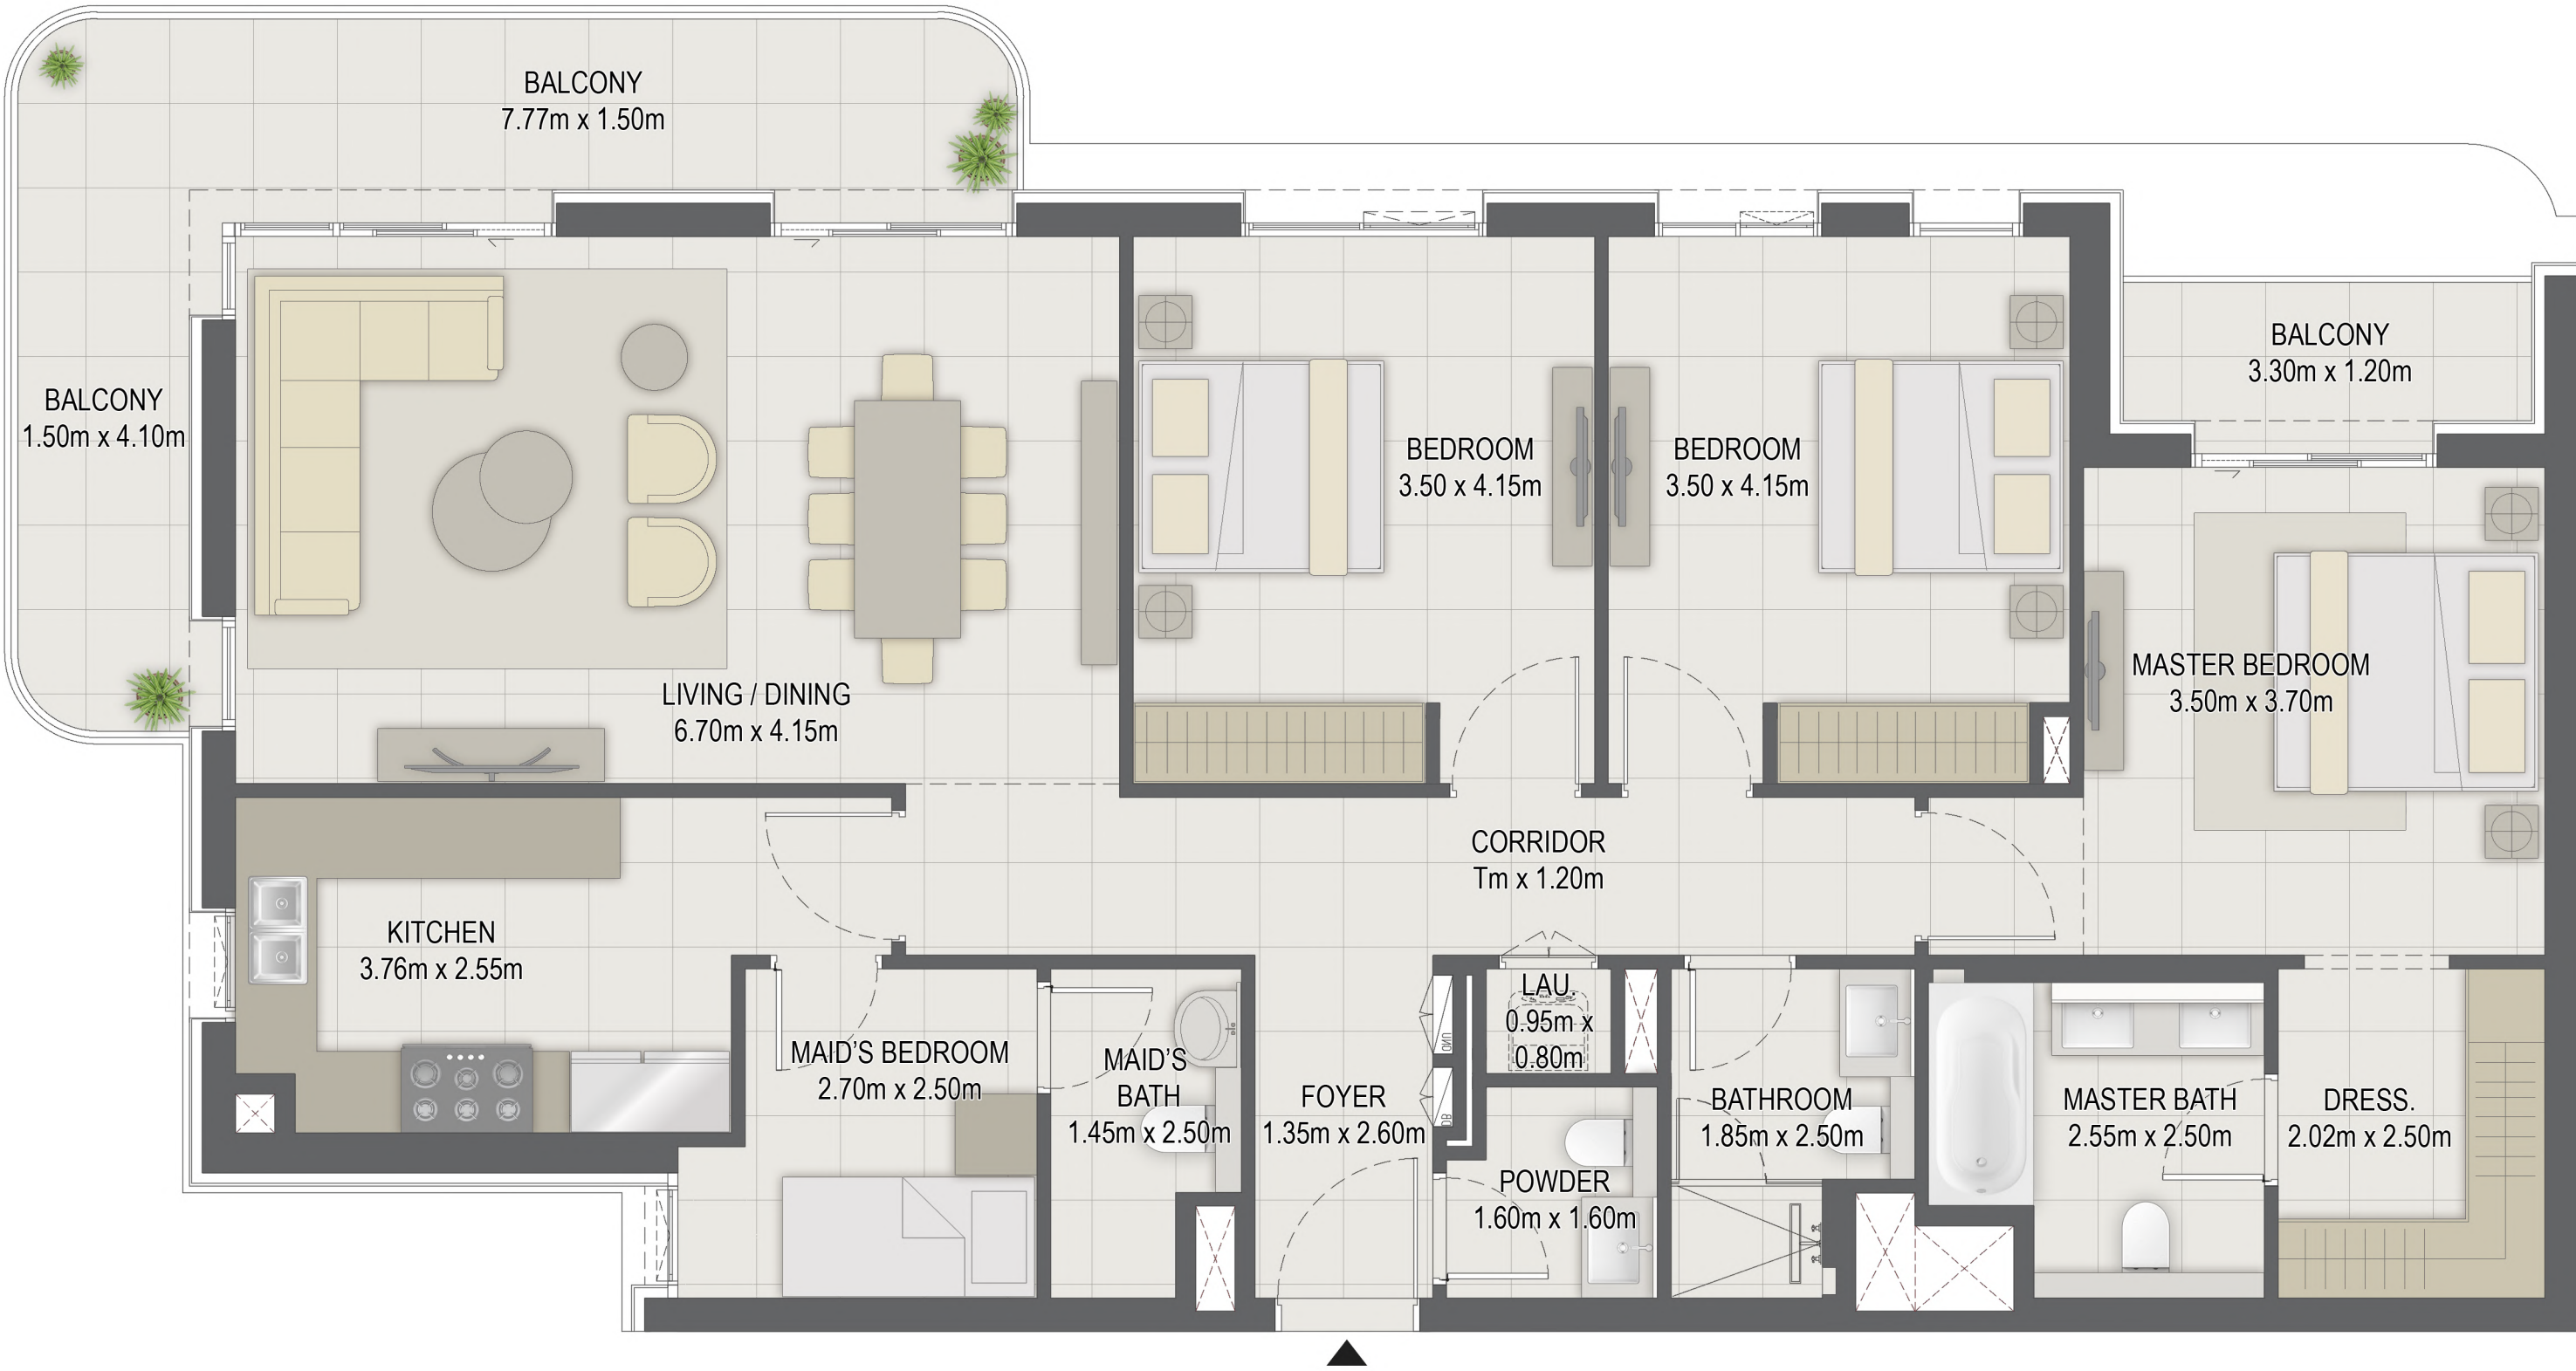 BALCONY
7.77m x 1.50m
BALCONY
3.30m x 1.20m
BALCONY
1.50m x 4.10m
BEDROOM
3.50 x 4.15m
BEDROOM
3.50 x 4.15m
MASTER BEDROOM
3.50m x 3.70m
LIVING / DINING
6.70m x 4.15m
CORRIDOR
Tm x 1.20m
KITCHEN
3.76m x 2.55m
LAU.
0.95m x
0.80m
MAID'S BEDROOM
2.70m x 2.50m
MAID'S
BATH
1.45m x 2.50m
FOYER
1.35m x 2.60m
DB
POWDER
1.60m x 1.60m
BATHROOM
1.85m x 2.50m
MASTER BATH
2.55m x 2.50m
DRESS.
2.02m x 2.50m